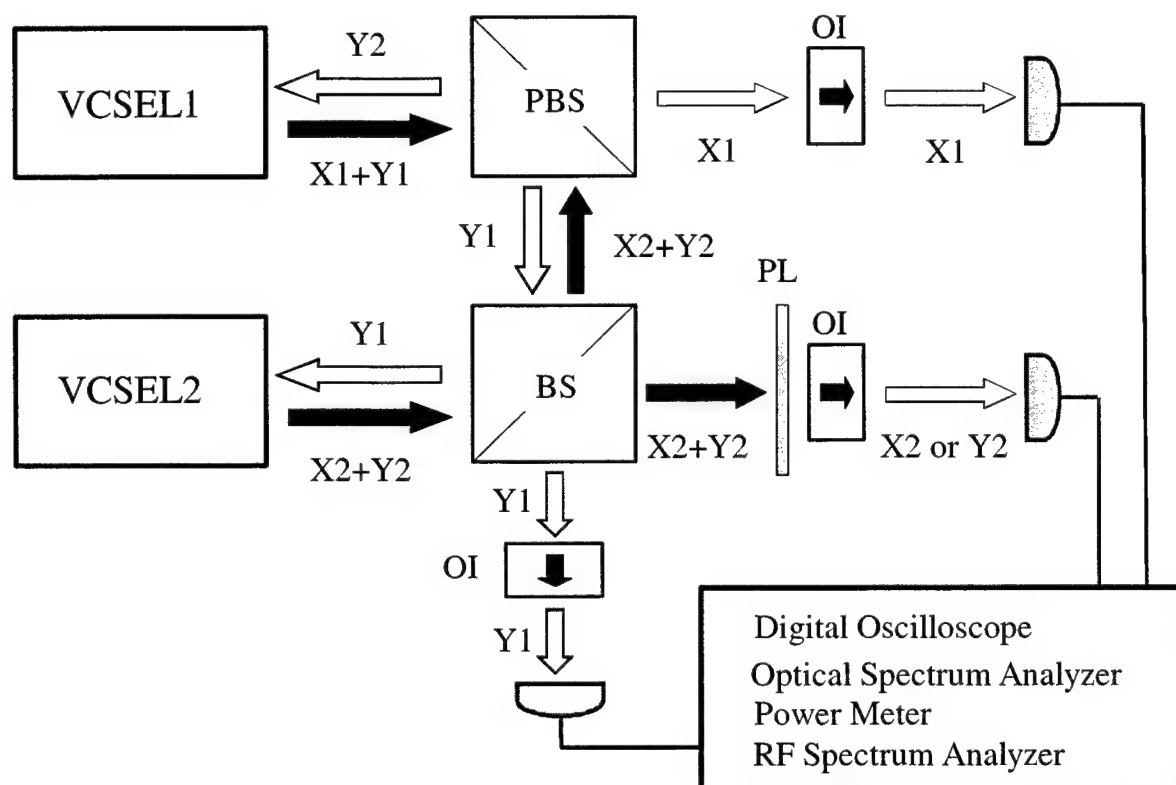 Y2
OI
VCSEL1
PBS
X1+Y1
X1
X1
Y1
X2+Y2
PL
OI
Y1
VCSEL2
BS
X2+Y2
X2+Y2
X2 or Y2
Y1
OI
Y1
Digital Oscilloscope
Optical Spectrum Analyzer
Power Meter
RF Spectrum Analyzer